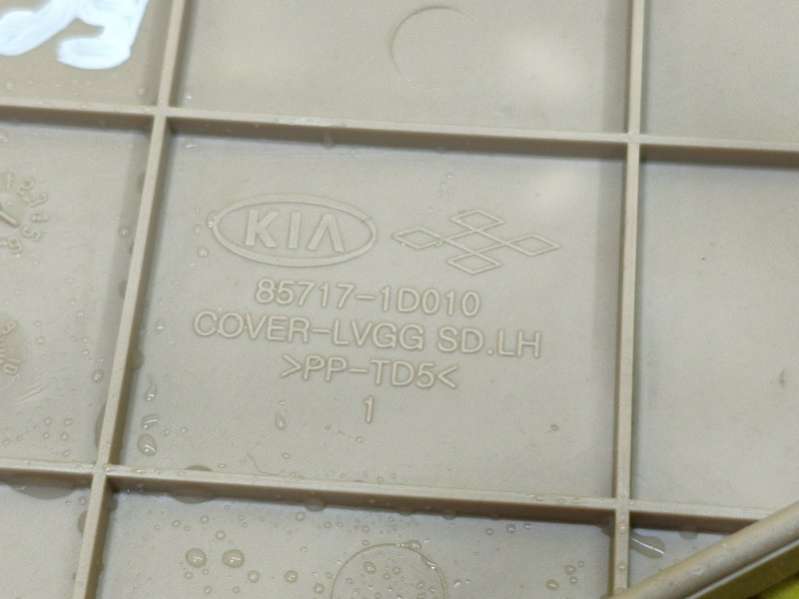 KIA
85717-1D010
COVER-LVGG SD.LH
>PP-TD5<
1